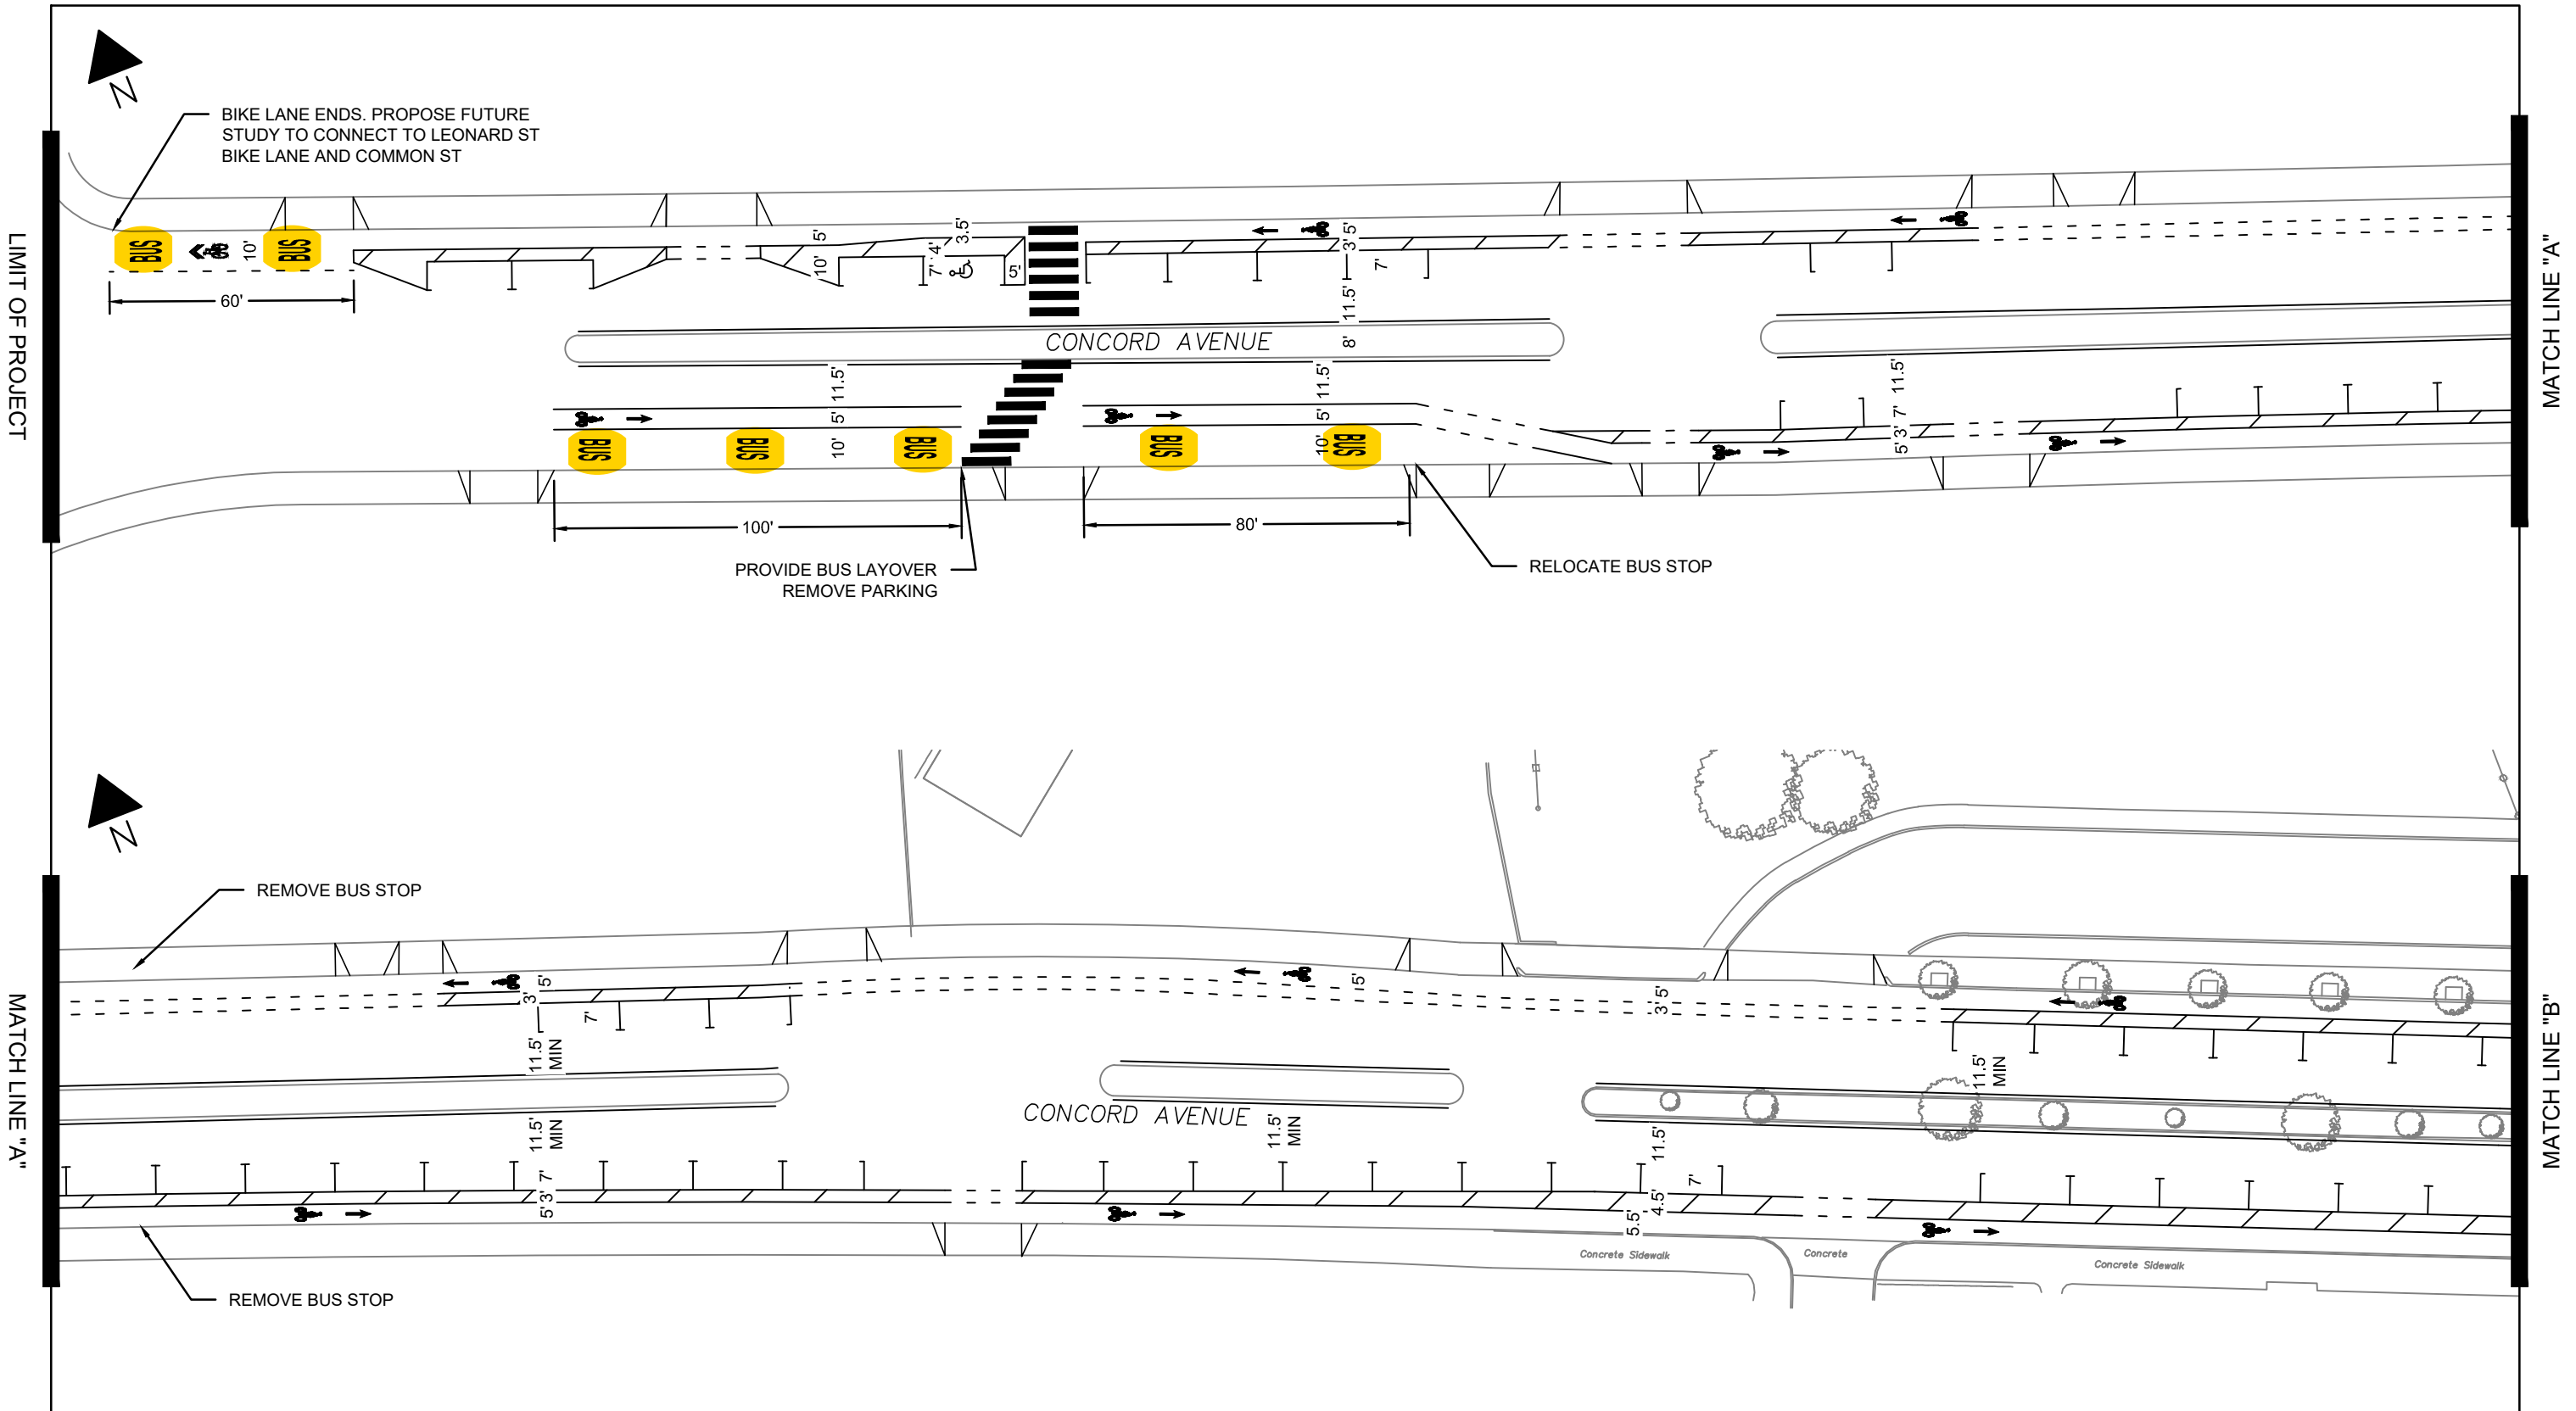 N
BIKE LANE ENDS. PROPOSE FUTURE
STUDY TO CONNECT TO LEONARD ST
BIKE LANE AND COMMON ST
LIMIT OF PROJECT
MATCH LINE "A"
BUS
10'
BUS
60'
10'
5'
7'
4'
3.5'
5'
3'
5'
7'
11.5'
8'
CONCORD AVENUE
11.5'
5'
10'
11.5'
5'
10'
11.5'
7'
3'
5'
BUS
BUS
BUS
BUS
BUS
100'
80'
PROVIDE BUS LAYOVER
REMOVE PARKING
RELOCATE BUS STOP
N
REMOVE BUS STOP
MATCH LINE "A"
MATCH LINE "B"
3'
5'
7'
11.5'
MIN
5'
3'
5'
11.5'
MIN
CONCORD AVENUE
11.5'
MIN
11.5'
MIN
11.5'
7'
3'
5'
7'
4.5'
5.5'
Concrete Sidewalk
Concrete
Concrete Sidewalk
REMOVE BUS STOP